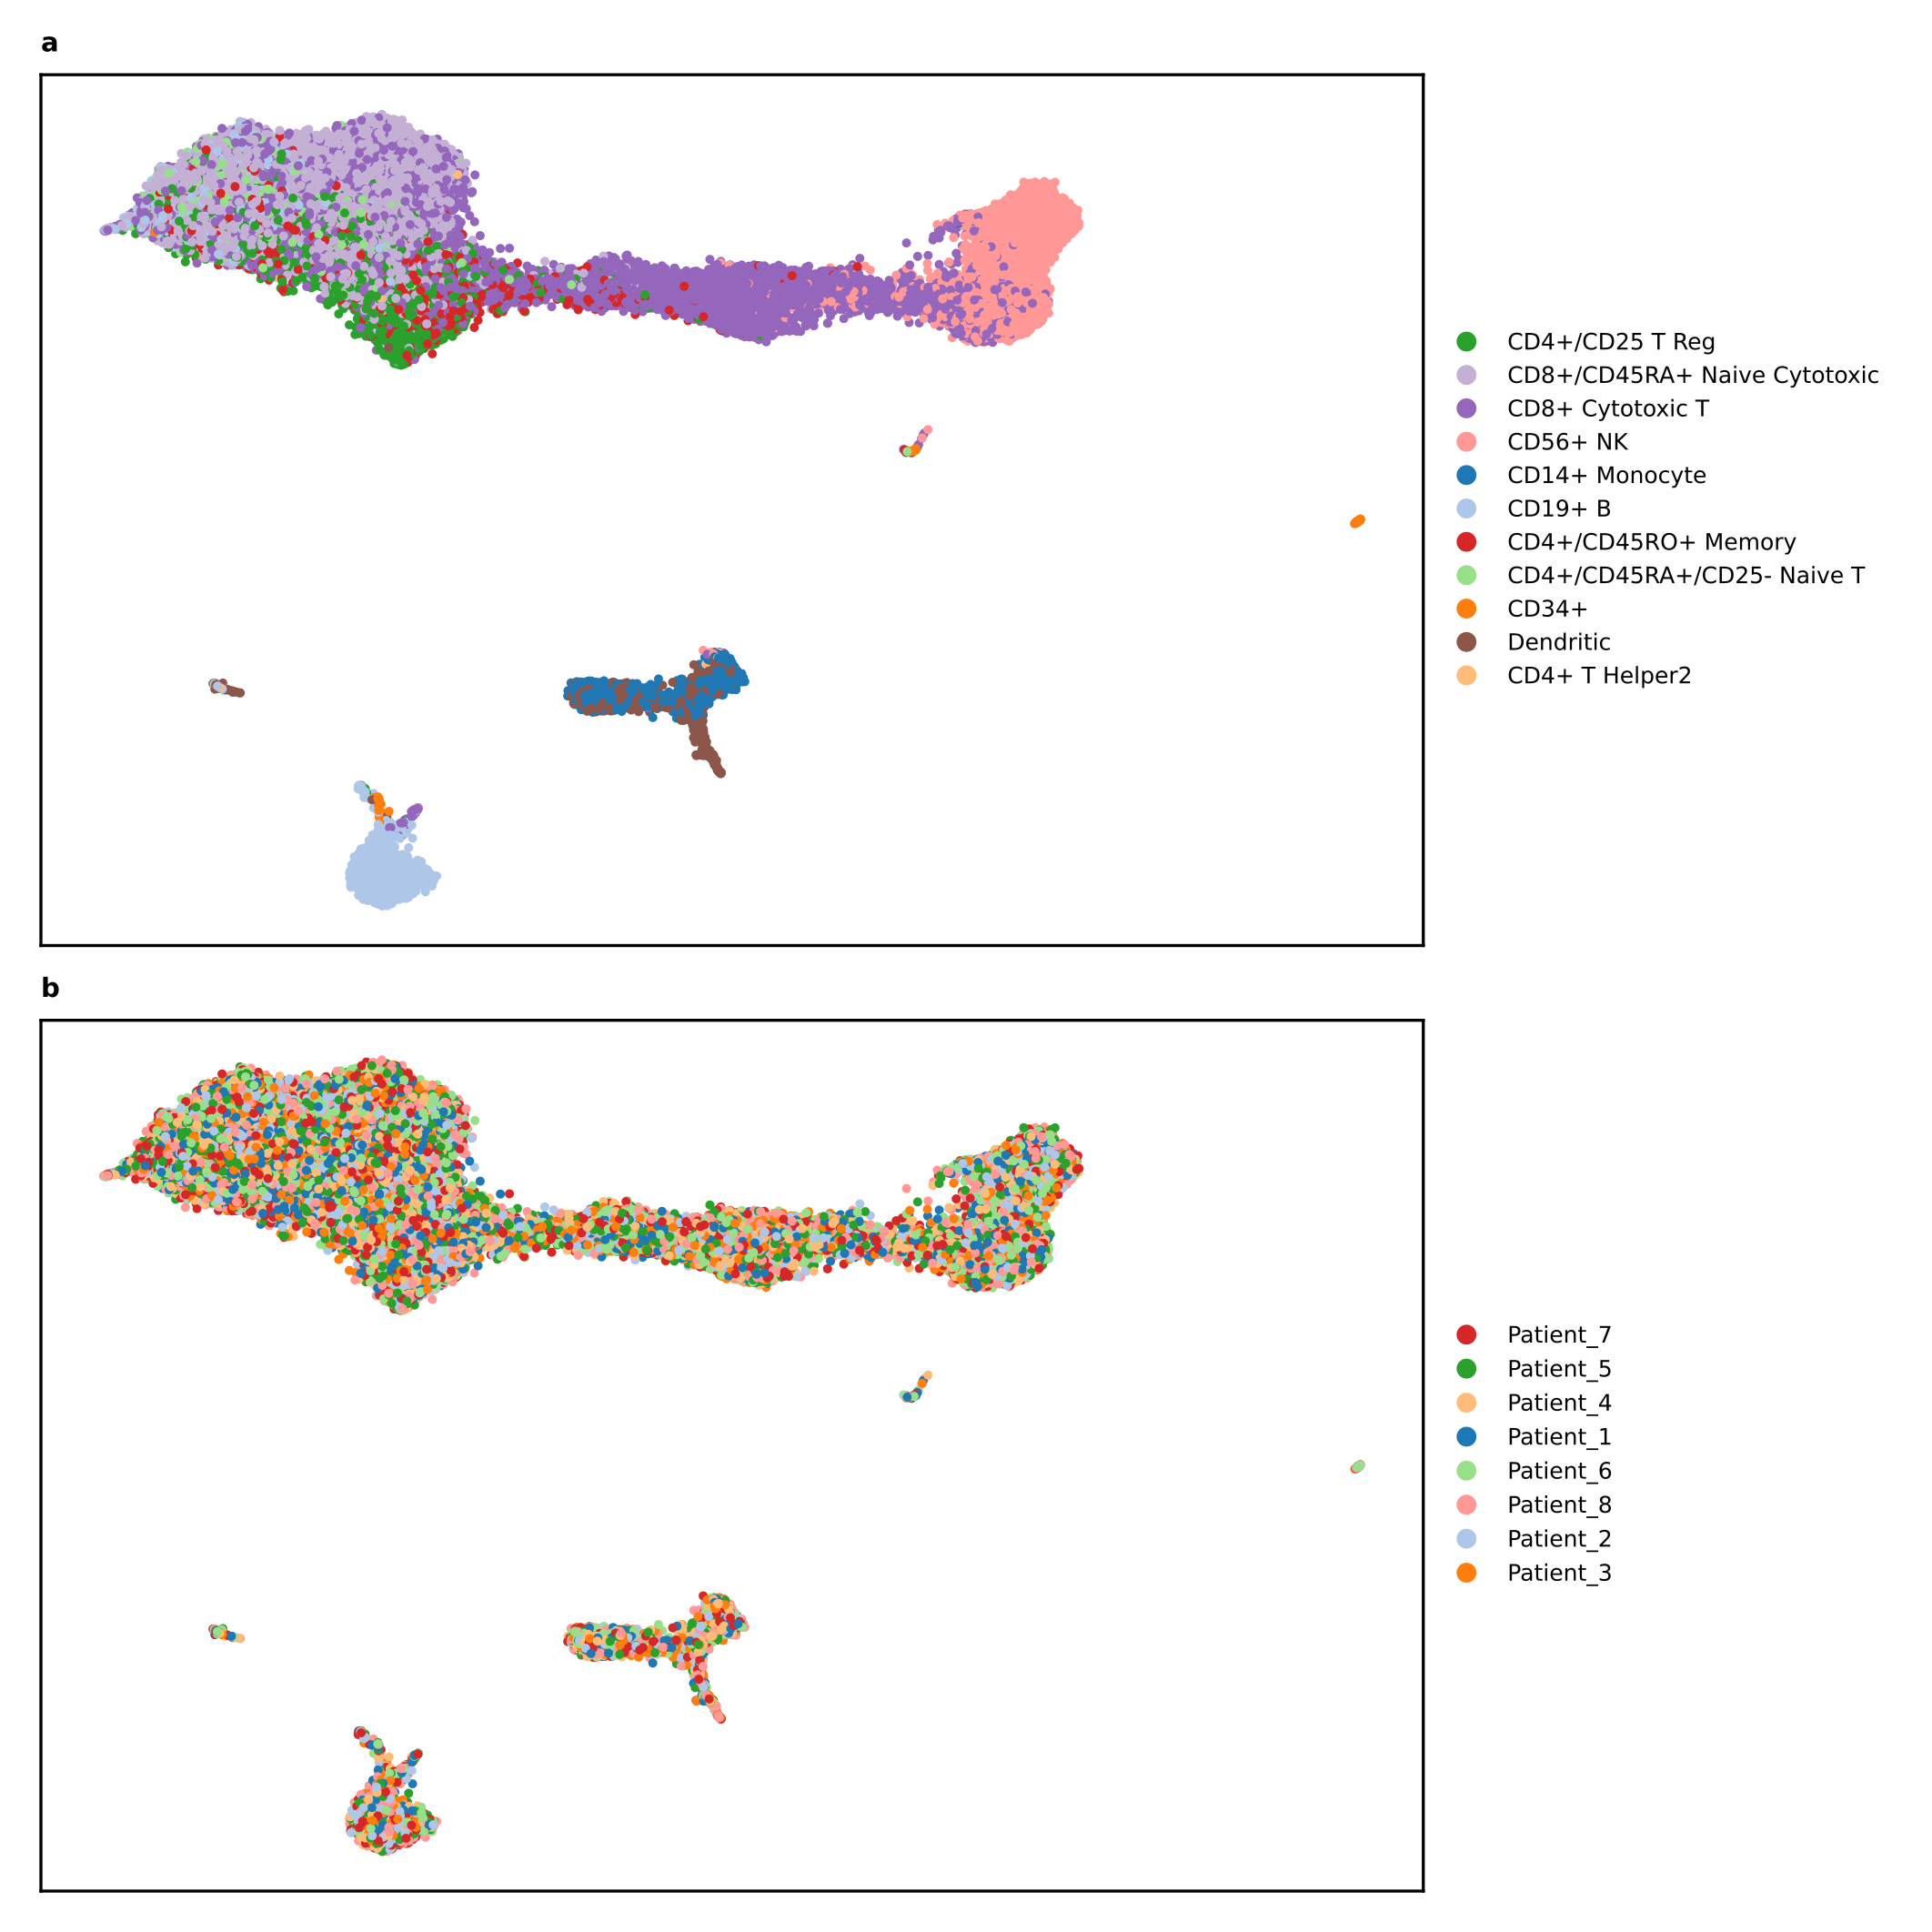 a
CD4+/CD25 T Reg
CD8+/CD45RA+ Naive Cytotoxic
CD8+ Cytotoxic T
CD56+ NK
CD14+ Monocyte
CD19+ B
CD4+/CD45RO+ Memory
CD4+/CD45RA+/CD25- Naive T
CD34+
Dendritic
CD4+ T Helper2
b
Patient_7
Patient_5
Patient_4
Patient_1
Patient_6
Patient_8
Patient_2
Patient_3